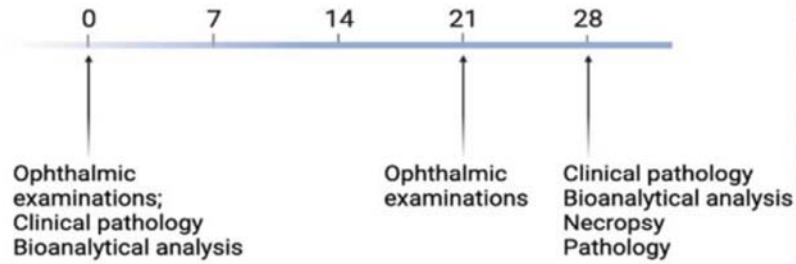 0 7 14 21 28
Ophthalmic
examinations;
Clinical pathology
Bioanalytical analysis
Ophthalmic
examinations
Clinical pathology
Bioanalytical analysis
Necropsy
Pathology